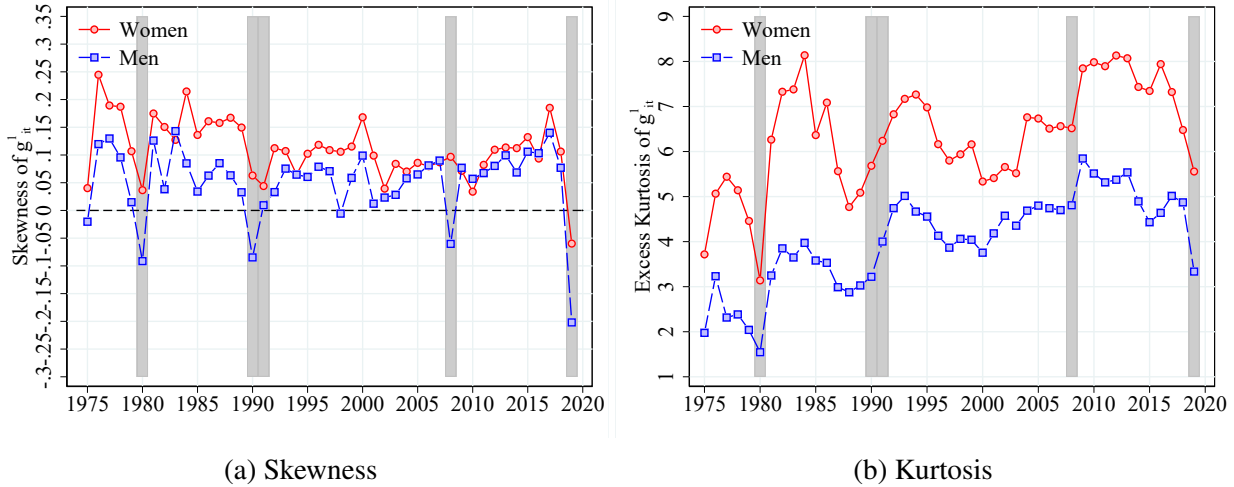 Skewness of g¹ᵢₜ
-.3-.25-.2-.15-.1-.05 0 .05 .1 .15 .2 .25 .3 .35
Women
Men
1975 1980 1985 1990 1995 2000 2005 2010 2015 2020
(a) Skewness
Excess Kurtosis of g¹ᵢₜ
1 2 3 4 5 6 7 8 9
Women
Men
1975 1980 1985 1990 1995 2000 2005 2010 2015 2020
(b) Kurtosis